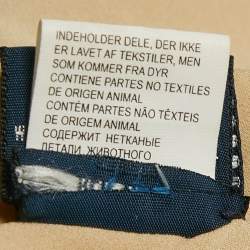 INDEHOLDER DELE, DER IKKE
ER LAVET AF TEKSTILER, MEN
SOM KOMMER FRA DYR
CONTIENE PARTES NO TEXTILES
DE ORIGEN ANIMAL
CONTÉM PARTES NÃO TÊXTEIS
DE ORIGEM ANIMAL
СОДЕРЖИТ НЕТКАНЫЕ
ДЕТАЛИ ЖИВОТНОГО